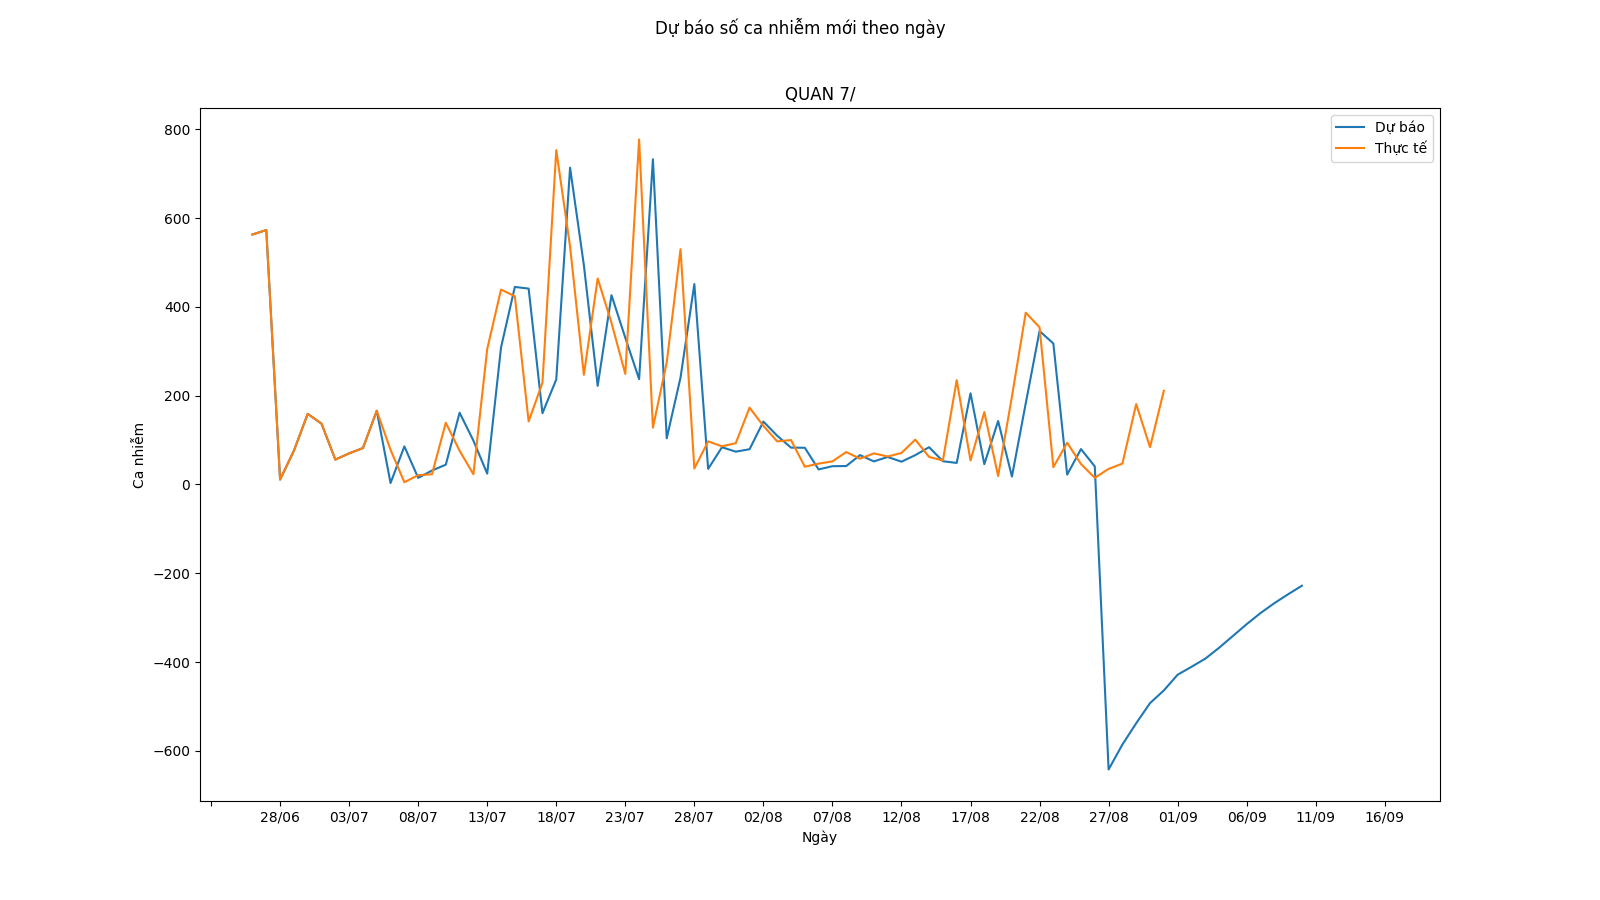 Dự báo số ca nhiễm mới theo ngày
QUAN 7/
Dự báo
Thực tế
800
600
400
200
0
−200
−400
−600
Ca nhiễm
28/06 03/07 08/07 13/07 18/07 23/07 28/07 02/08 07/08 12/08 17/08 22/08 27/08 01/09 06/09 11/09 16/09
Ngày